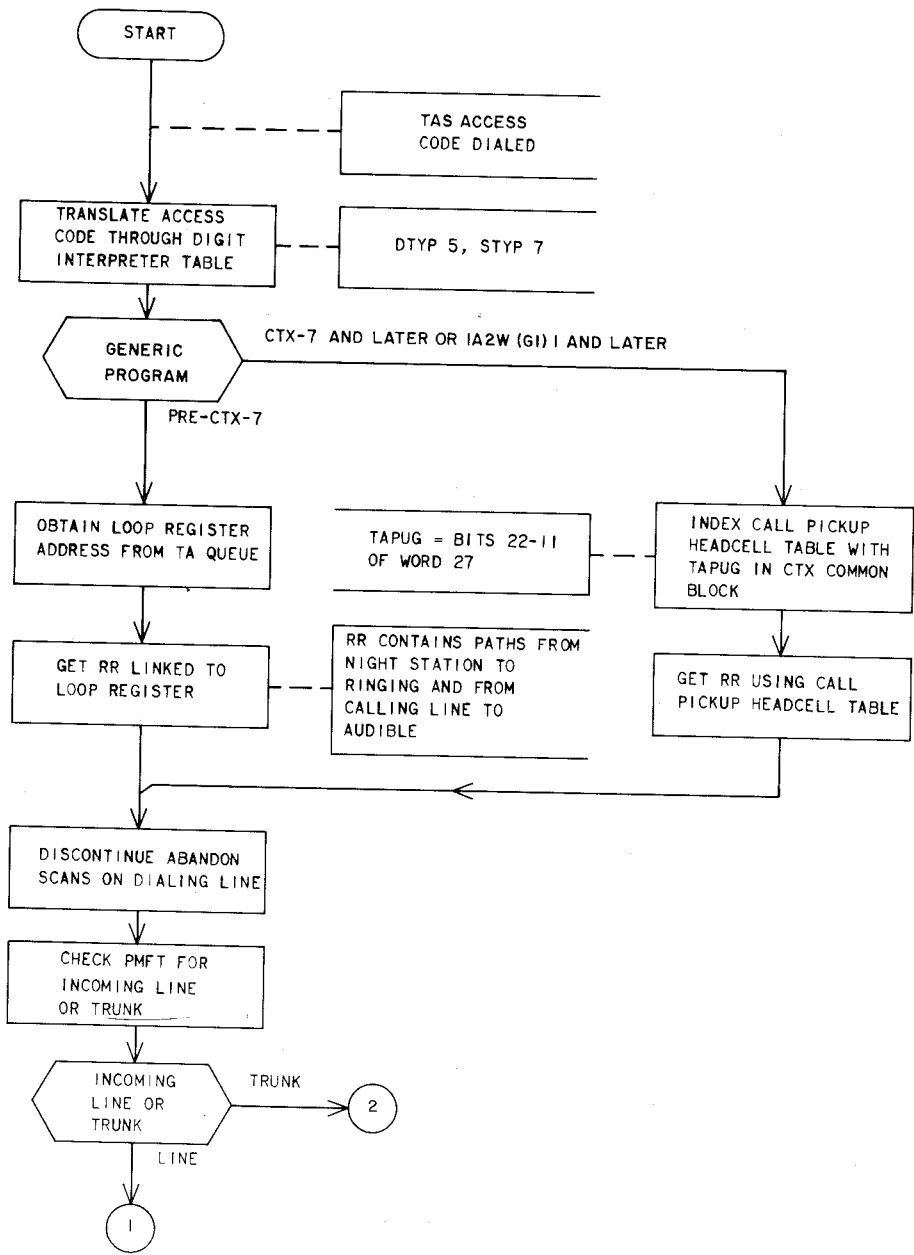 START
TAS ACCESS
CODE DIALED
TRANSLATE ACCESS
CODE THROUGH DIGIT
INTERPRETER TABLE
DTYP 5, STYP 7
GENERIC
PROGRAM
CTX-7 AND LATER OR 1A2W (G1) 1 AND LATER
PRE-CTX-7
OBTAIN LOOP REGISTER
ADDRESS FROM TA QUEUE
TAPUG = BITS 22-11
OF WORD 27
INDEX CALL PICKUP
HEADCELL TABLE WITH
TAPUG IN CTX COMMON
BLOCK
GET RR LINKED TO
LOOP REGISTER
RR CONTAINS PATHS FROM
NIGHT STATION TO
RINGING AND FROM
CALLING LINE TO
AUDIBLE
GET RR USING CALL
PICKUP HEADCELL TABLE
DISCONTINUE ABANDON
SCANS ON DIALING LINE
CHECK PMFT FOR
INCOMING LINE
OR TRUNK
INCOMING
LINE OR
TRUNK
TRUNK
2
LINE
1